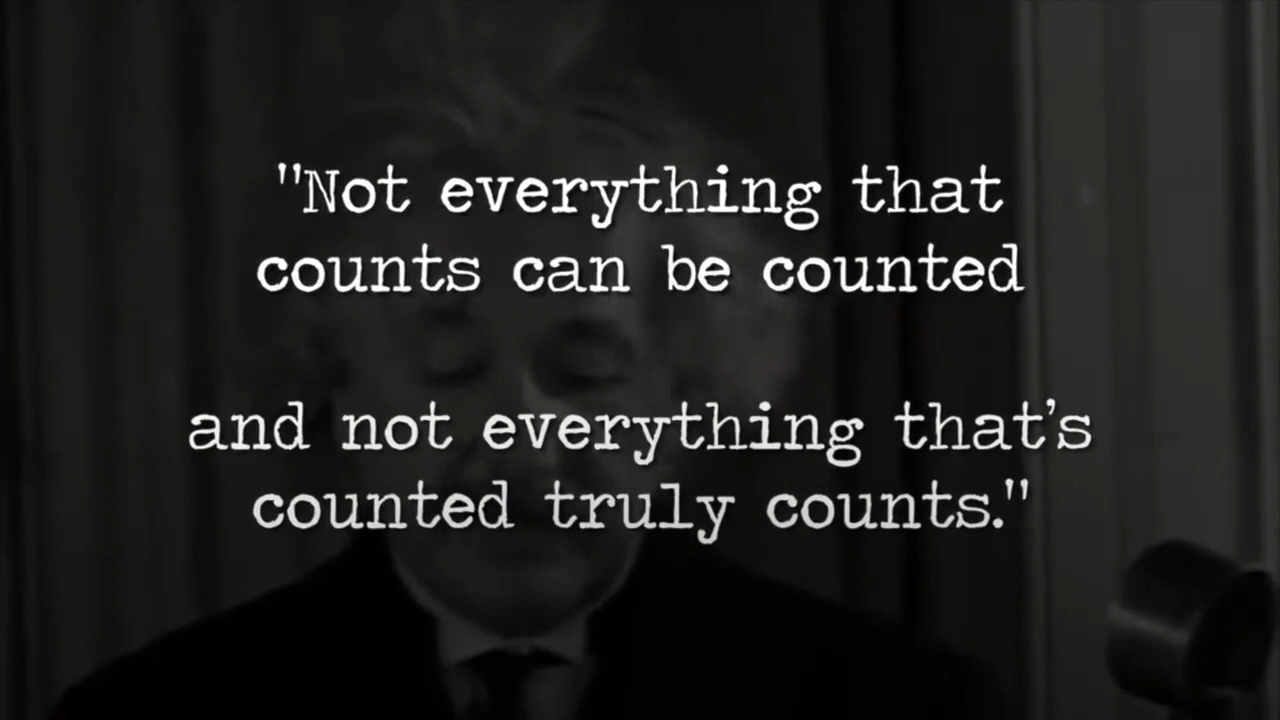 "Not everything that
counts can be counted
and not everything that's
counted truly counts."